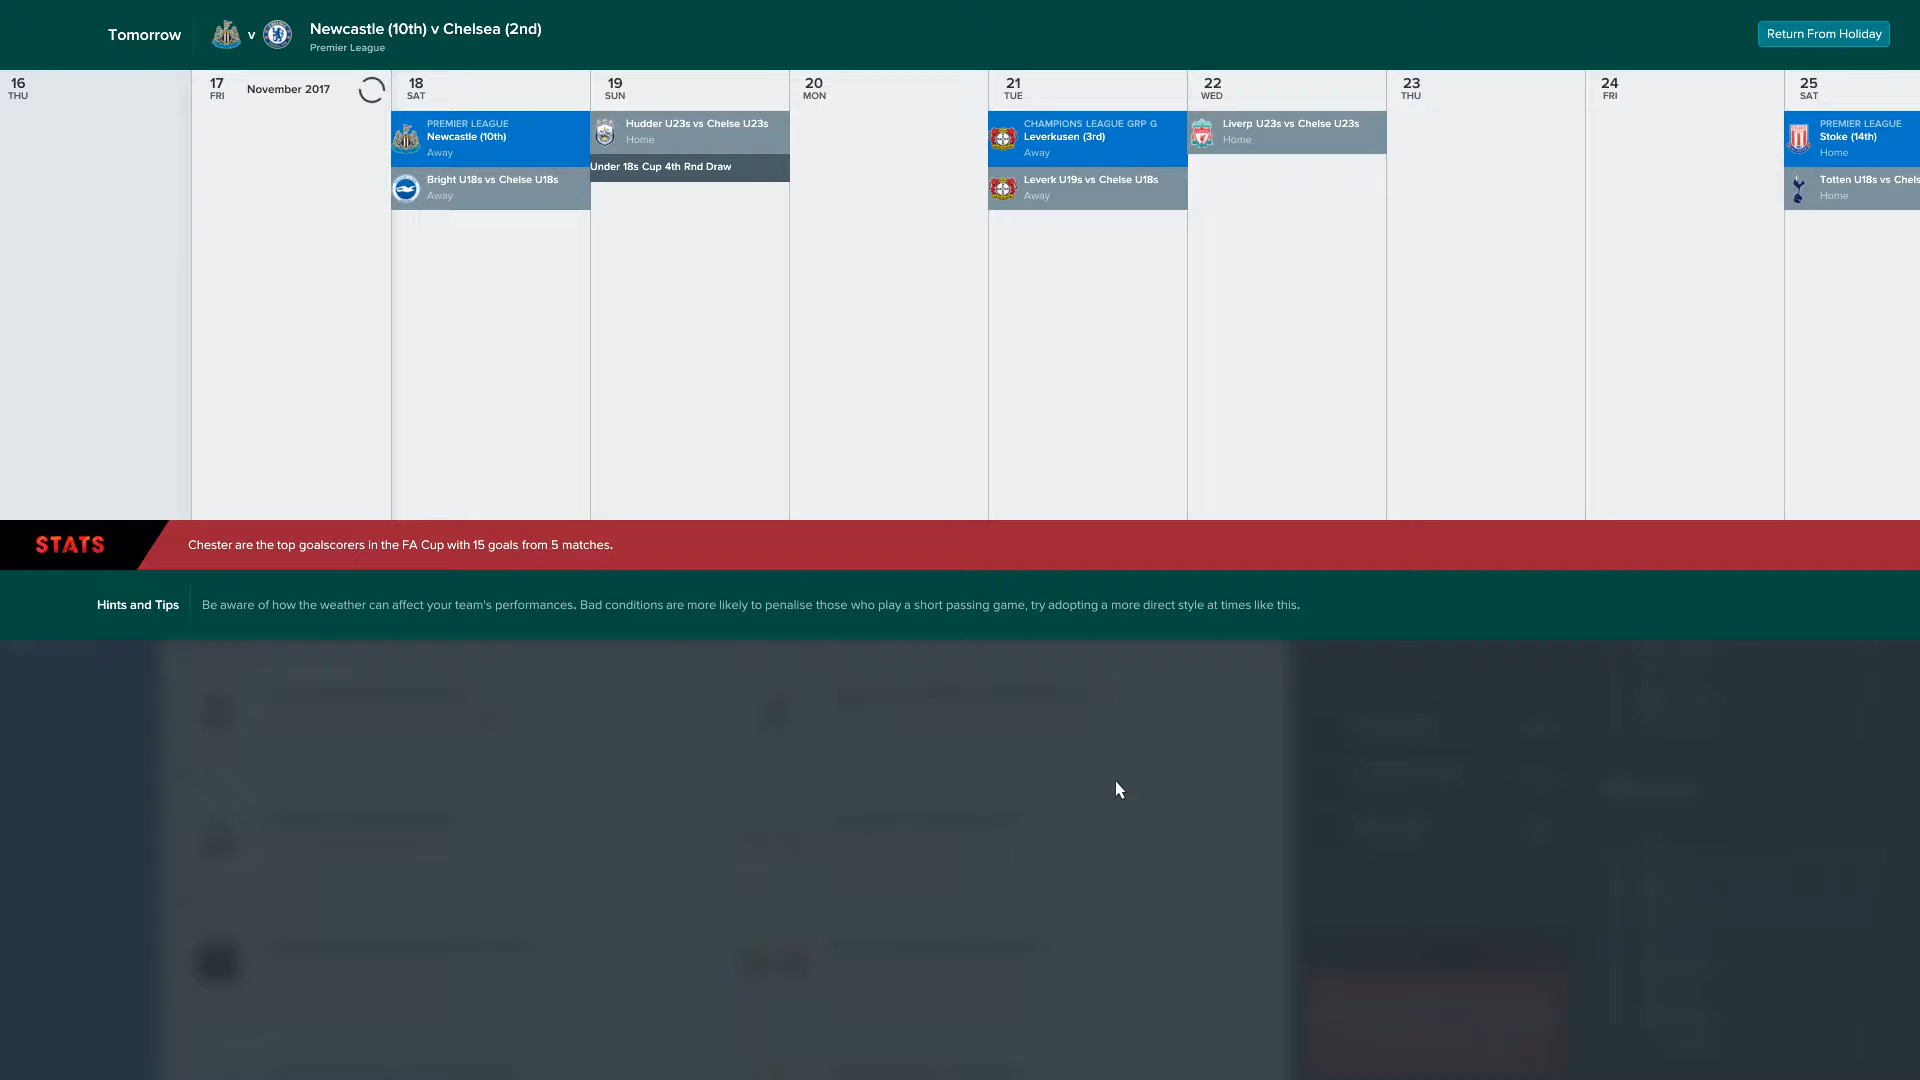 Tomorrow
v
Newcastle (10th) v Chelsea (2nd)
Premier League
Return From Holiday
16
THU
17
FRI
November 2017
18
SAT
19
SUN
20
MON
21
TUE
22
WED
23
THU
24
FRI
25
SAT
PREMIER LEAGUE
Newcastle (10th)
Away
Bright U18s vs Chelse U18s
Away
Hudder U23s vs Chelse U23s
Home
Under 18s Cup 4th Rnd Draw
CHAMPIONS LEAGUE GRP G
Leverkusen (3rd)
Away
Leverk U19s vs Chelse U18s
Away
Liverp U23s vs Chelse U23s
Home
PREMIER LEAGUE
Stoke (14th)
Home
Totten U18s vs Chels
Home
STATS
Chester are the top goalscorers in the FA Cup with 15 goals from 5 matches.
Hints and Tips
Be aware of how the weather can affect your team's performances. Bad conditions are more likely to penalise those who play a short passing game, try adopting a more direct style at times like this.